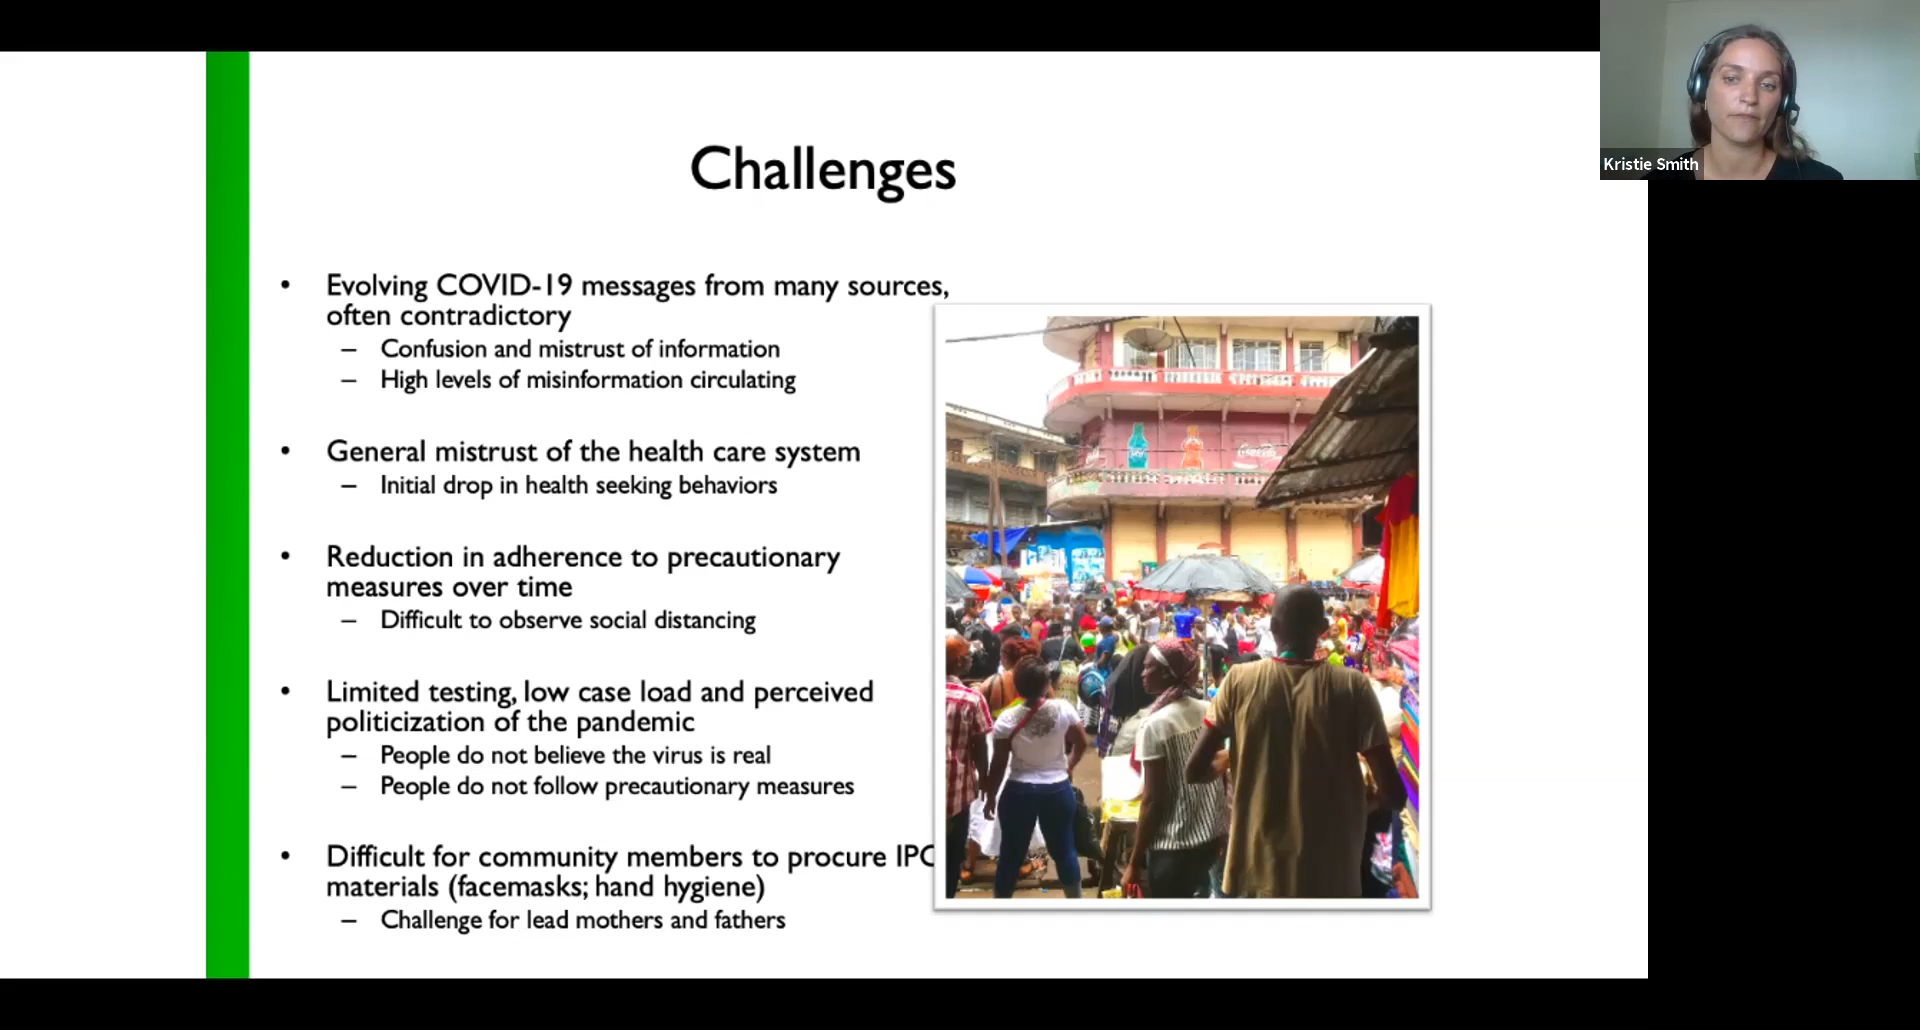 Challenges
• Evolving COVID-19 messages from many sources,
often contradictory
– Confusion and mistrust of information
– High levels of misinformation circulating
• General mistrust of the health care system
– Initial drop in health seeking behaviors
• Reduction in adherence to precautionary
measures over time
– Difficult to observe social distancing
• Limited testing, low case load and perceived
politicization of the pandemic
– People do not believe the virus is real
– People do not follow precautionary measures
• Difficult for community members to procure IPC
materials (facemasks; hand hygiene)
– Challenge for lead mothers and fathers
Coca-Cola
Kristie Smith